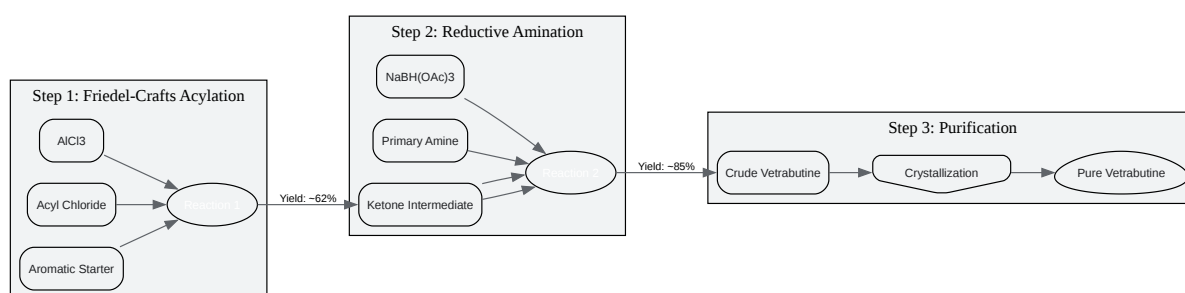 Step 1: Friedel-Crafts Acylation
AlCl3
Acyl Chloride
Aromatic Starter
Reaction 1
Yield: ~62%
Step 2: Reductive Amination
NaBH(OAc)3
Primary Amine
Ketone Intermediate
Reaction 2
Yield: ~85%
Step 3: Purification
Crude Vetrabutine
Crystallization
Pure Vetrabutine